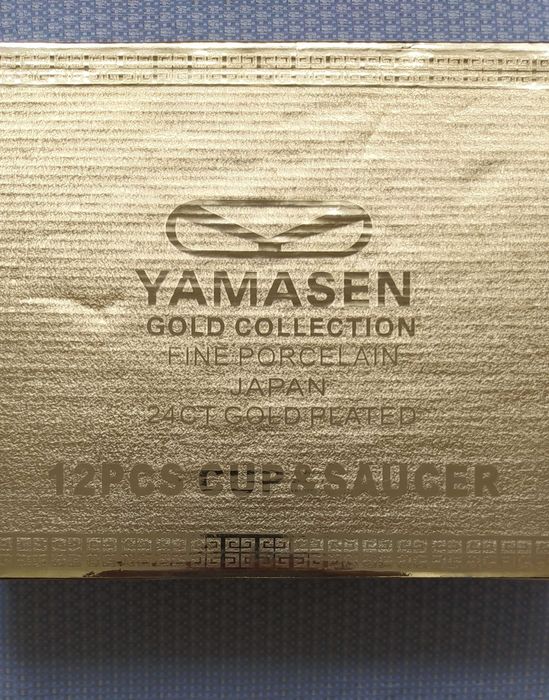 YAMASEN
GOLD COLLECTION
FINE PORCELAIN
JAPAN
24CT GOLD PLATED
12PCS CUP&SAUCER